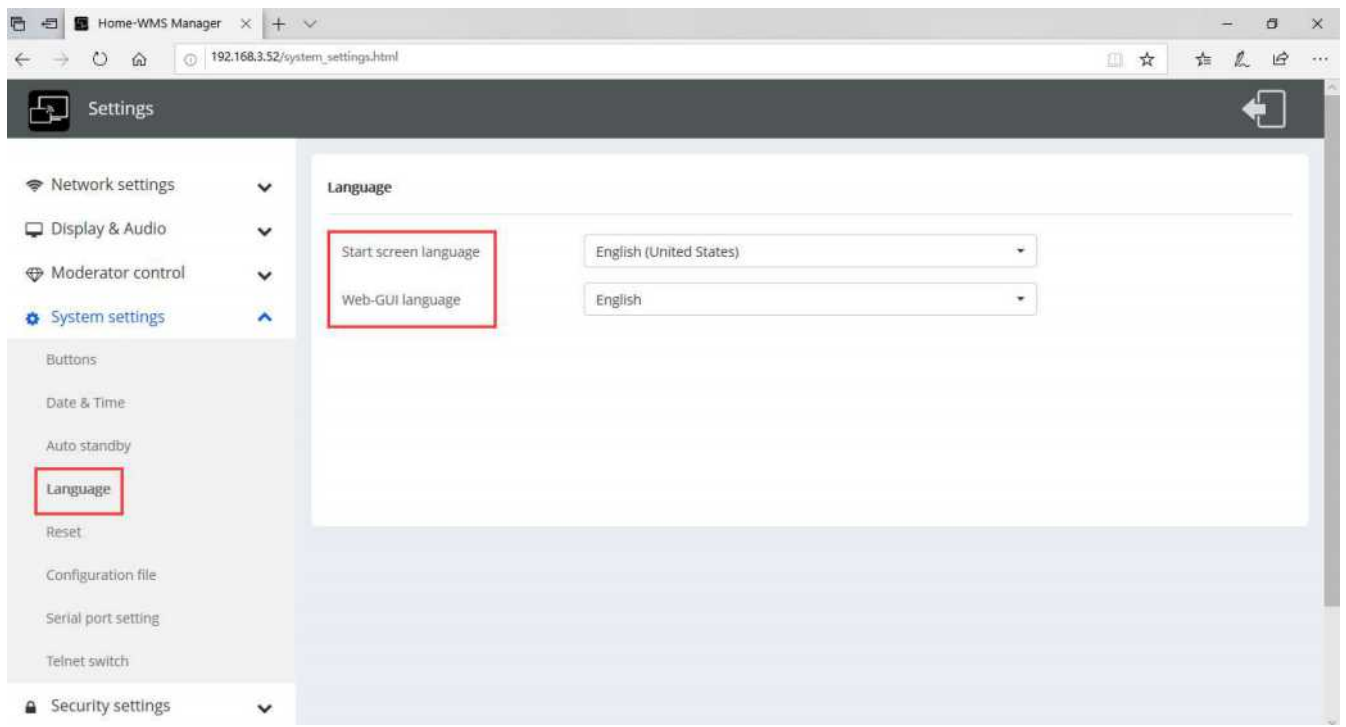 Home-WMS Manager
192.168.3.52/system_settings.html
Settings
Network settings
Display & Audio
Moderator control
System settings
Buttons
Date & Time
Auto standby
Language
Reset
Configuration file
Serial port setting
Telnet switch
Security settings
Language
Start screen language English (United States)
Web-GUI language English